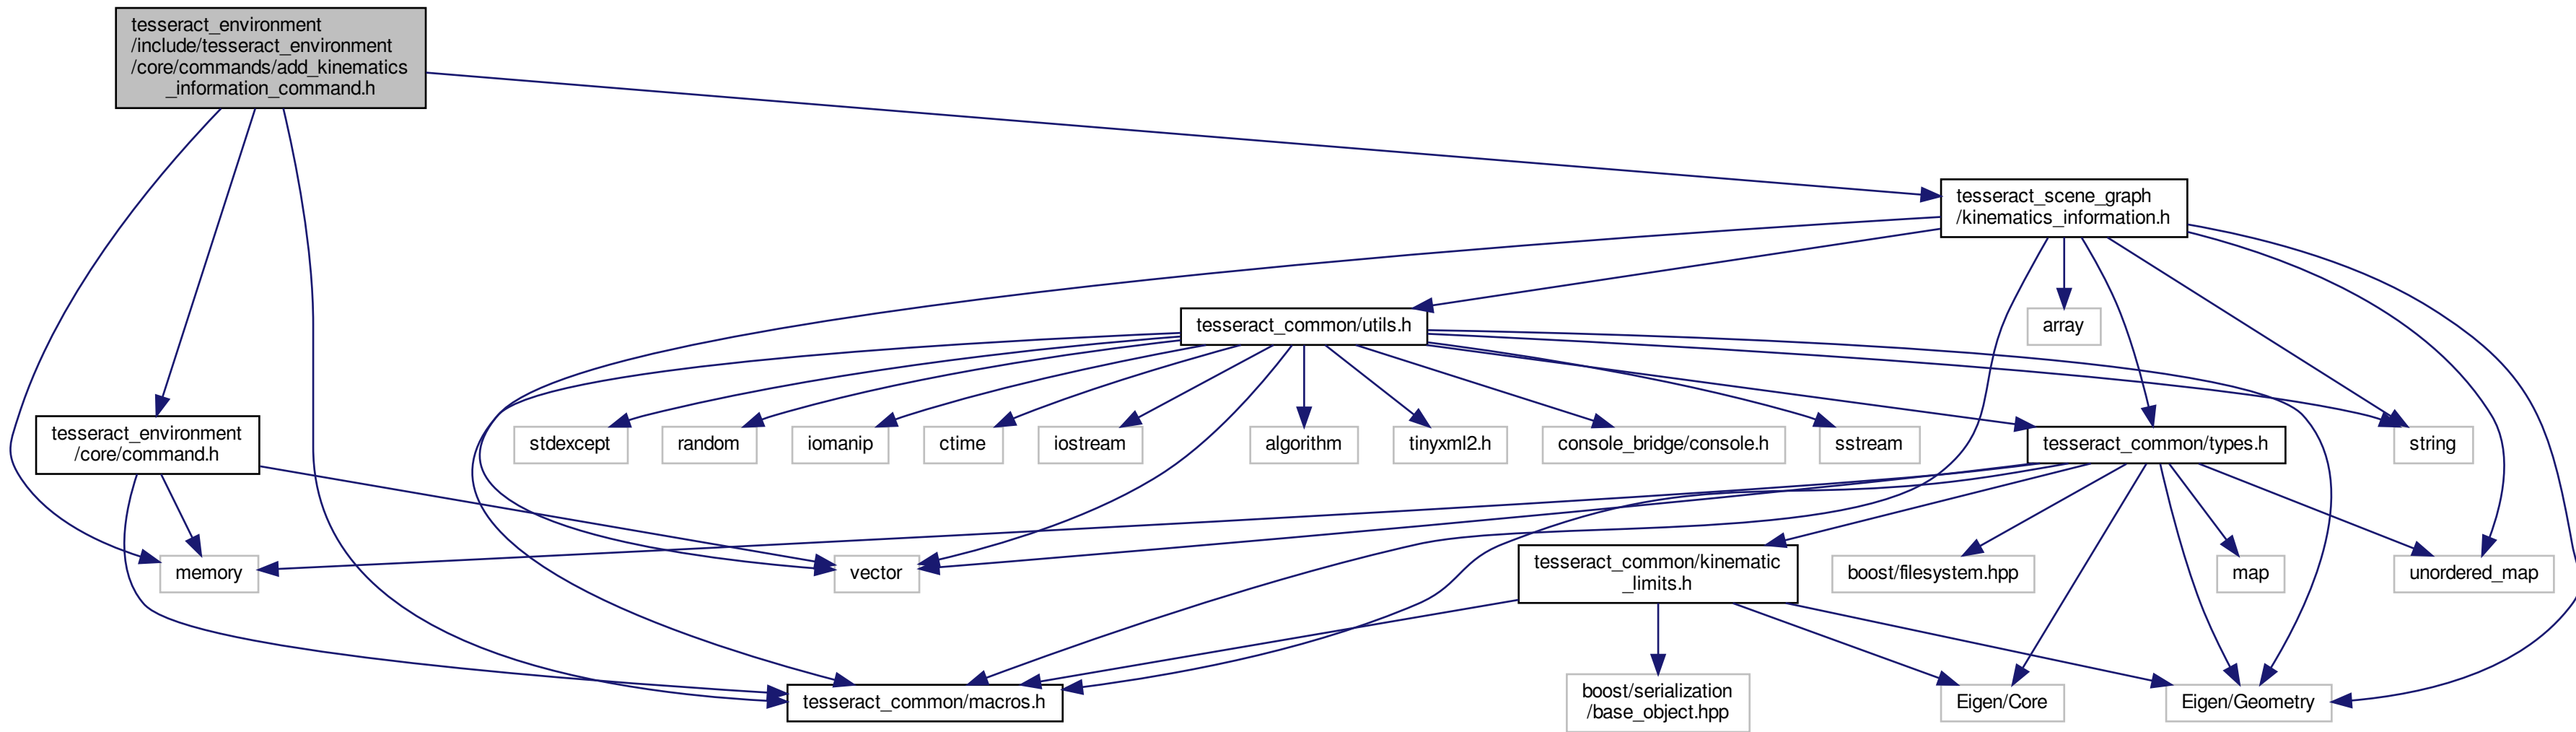 tesseract_environment
/include/tesseract_environment
/core/commands/add_kinematics
_information_command.h
tesseract_scene_graph
/kinematics_information.h
tesseract_common/utils.h
array
tesseract_environment
/core/command.h
stdexcept
random
iomanip
ctime
iostream
algorithm
tinyxml2.h
console_bridge/console.h
sstream
tesseract_common/types.h
string
memory
vector
tesseract_common/kinematic
_limits.h
boost/filesystem.hpp
map
unordered_map
tesseract_common/macros.h
boost/serialization
/base_object.hpp
Eigen/Core
Eigen/Geometry